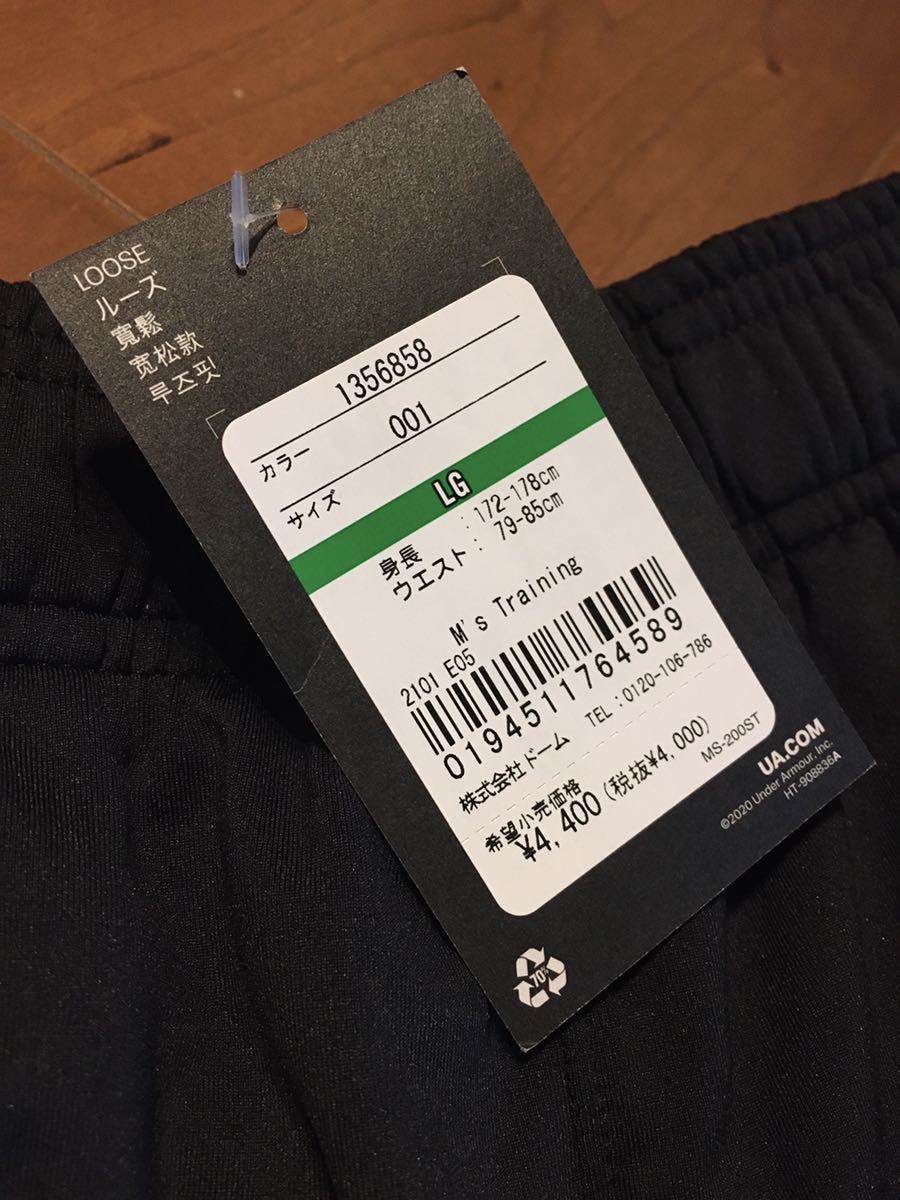 LOOSE
ルーズ
寬鬆
宽松款
루즈핏
1356858
カラー 001
サイズ LG
身長 : 172-178cm
ウエスト : 79-85cm
M's Training
2101 E05
0194511764589
株式会社ドーム TEL:0120-106-786
希望小売価格
¥4,400(税抜¥4,000)
MS-200ST
UA.COM
©2020 Under Armour, Inc.
HT-908836A
70%